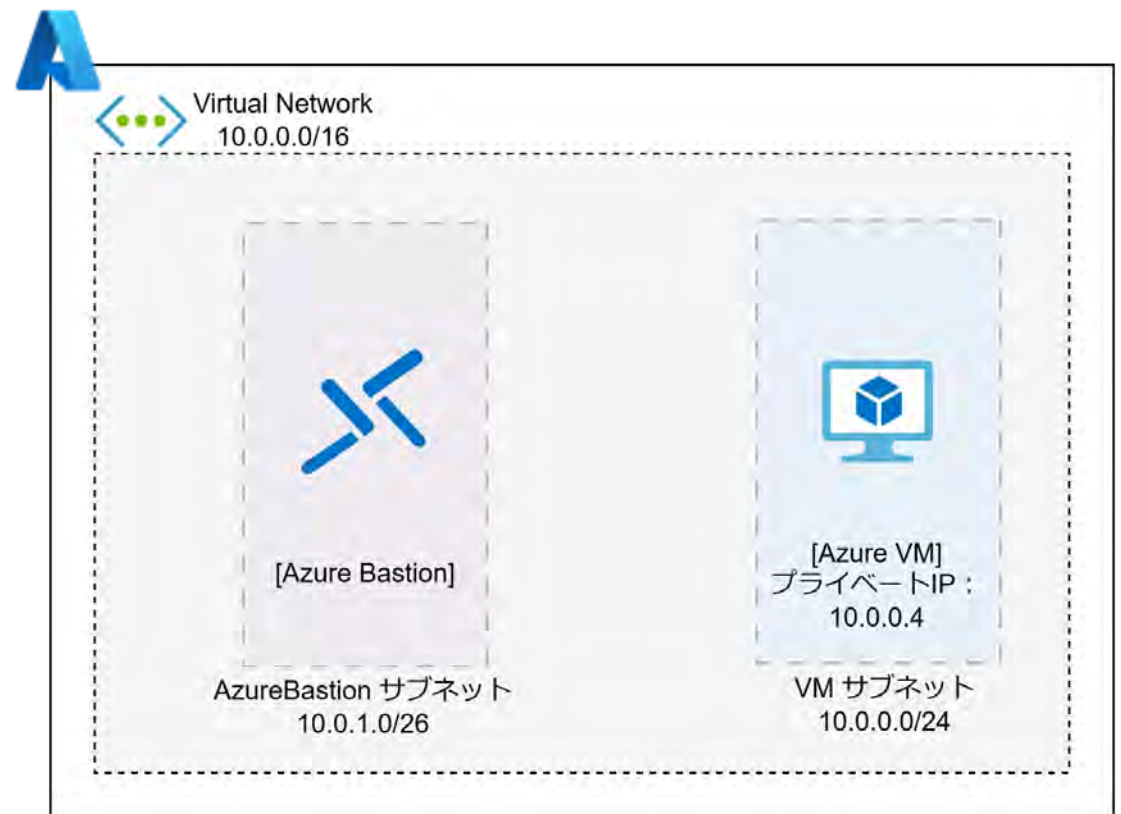 Virtual Network
10.0.0.0/16
[Azure Bastion]
AzureBastion サブネット
10.0.1.0/26
[Azure VM]
プライベートIP：
10.0.0.4
VM サブネット
10.0.0.0/24